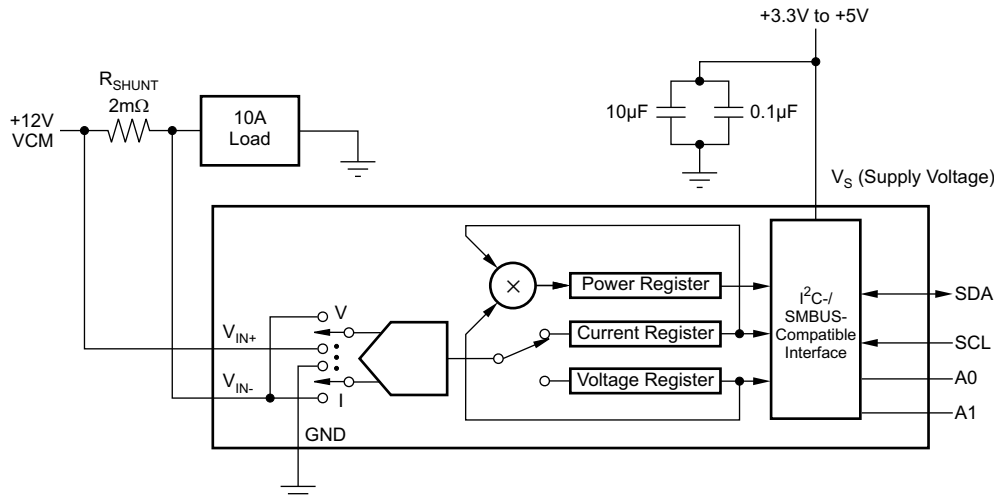 +3.3V to +5V
R_SHUNT
2mΩ
+12V
VCM
10A
Load
10μF
0.1μF
V_S (Supply Voltage)
×
Power Register
Current Register
Voltage Register
I²C-/
SMBUS-
Compatible
Interface
SDA
SCL
A0
A1
V
V_IN+
V_IN-
I
GND